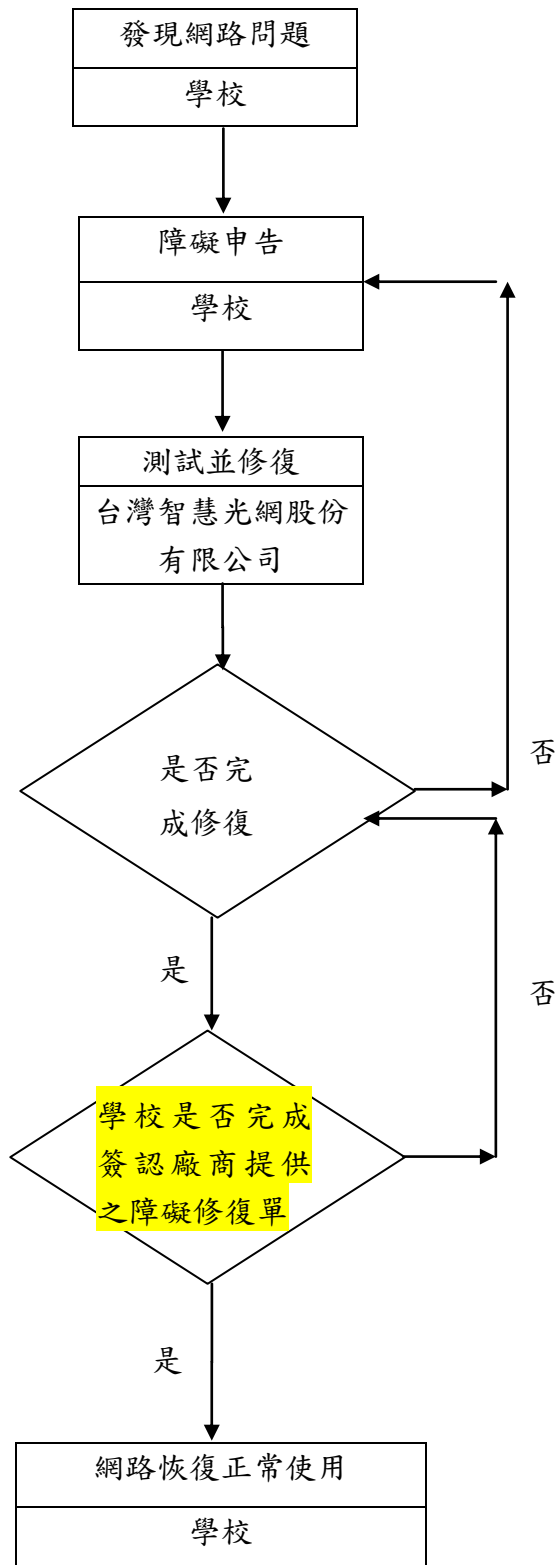 發現網路問題
學校
障礙申告
學校
測試並修復
台灣智慧光網股份
有限公司
是否完
成修復
否
是
否
學校是否完成
簽認廠商提供
之障礙修復單
是
網路恢復正常使用
學校